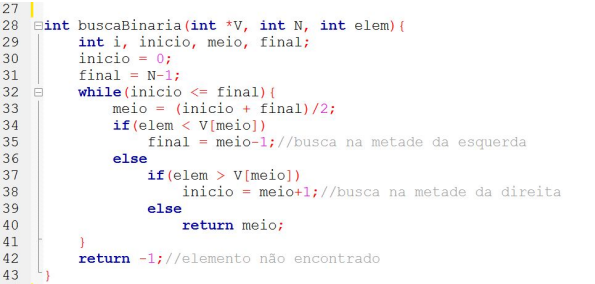 27
28 int buscaBinaria(int *V, int N, int elem){
29     int i, inicio, meio, final;
30     inicio = 0;
31     final = N-1;
32     while(inicio <= final){
33         meio = (inicio + final)/2;
34         if(elem < V[meio])
35             final = meio-1;//busca na metade da esquerda
36         else
37             if(elem > V[meio])
38                 inicio = meio+1;//busca na metade da direita
39             else
40                 return meio;
41     }
42     return -1;//elemento não encontrado
43 }